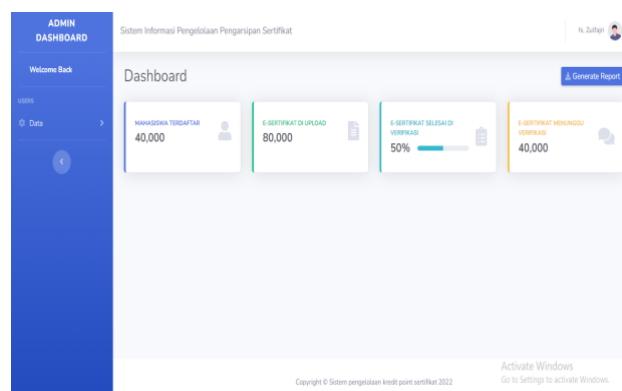 ADMIN
DASHBOARD
Sistem Informasi Pengelolaan Pengarsipan Sertifikat
hi, Zulfajri
Welcome Back
Dashboard
Generate Report
USERS
Data
MAHASISWA TERDAFTAR
40,000
E-SERTIFIKAT DI UPLOAD
80,000
E-SERTIFIKAT SELESAI DI
VERIFIKASI
50%
E-SERTIFIKAT MENUNGGU
VERIFIKASI
40,000
Activate Windows
Go to Settings to activate Windows.
Copyright © Sistem pengelolaan kredit point sertifikat 2022